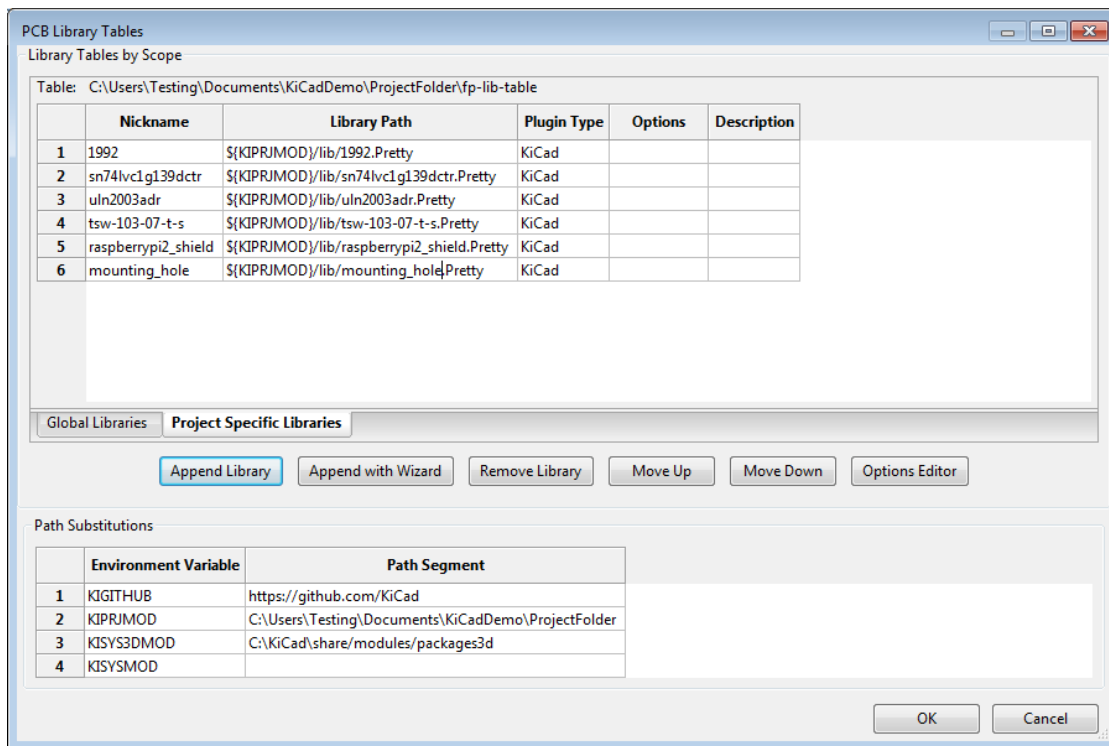 PCB Library Tables
Library Tables by Scope
Table: C:\Users\Testing\Documents\KiCadDemo\ProjectFolder\fp-lib-table
Nickname Library Path Plugin Type Options Description
1 1992 ${KIPRJMOD}/lib/1992.Pretty KiCad
2 sn74lvc1g139dctr ${KIPRJMOD}/lib/sn74lvc1g139dctr.Pretty KiCad
3 uln2003adr ${KIPRJMOD}/lib/uln2003adr.Pretty KiCad
4 tsw-103-07-t-s ${KIPRJMOD}/lib/tsw-103-07-t-s.Pretty KiCad
5 raspberrypi2_shield ${KIPRJMOD}/lib/raspberrypi2_shield.Pretty KiCad
6 mounting_hole ${KIPRJMOD}/lib/mounting_hole.Pretty KiCad
Global Libraries Project Specific Libraries
Append Library Append with Wizard Remove Library Move Up Move Down Options Editor
Path Substitutions
Environment Variable Path Segment
1 KIGITHUB https://github.com/KiCad
2 KIPRJMOD C:\Users\Testing\Documents\KiCadDemo\ProjectFolder
3 KISYS3DMOD C:\KiCad\share/modules/packages3d
4 KISYSMOD
OK Cancel